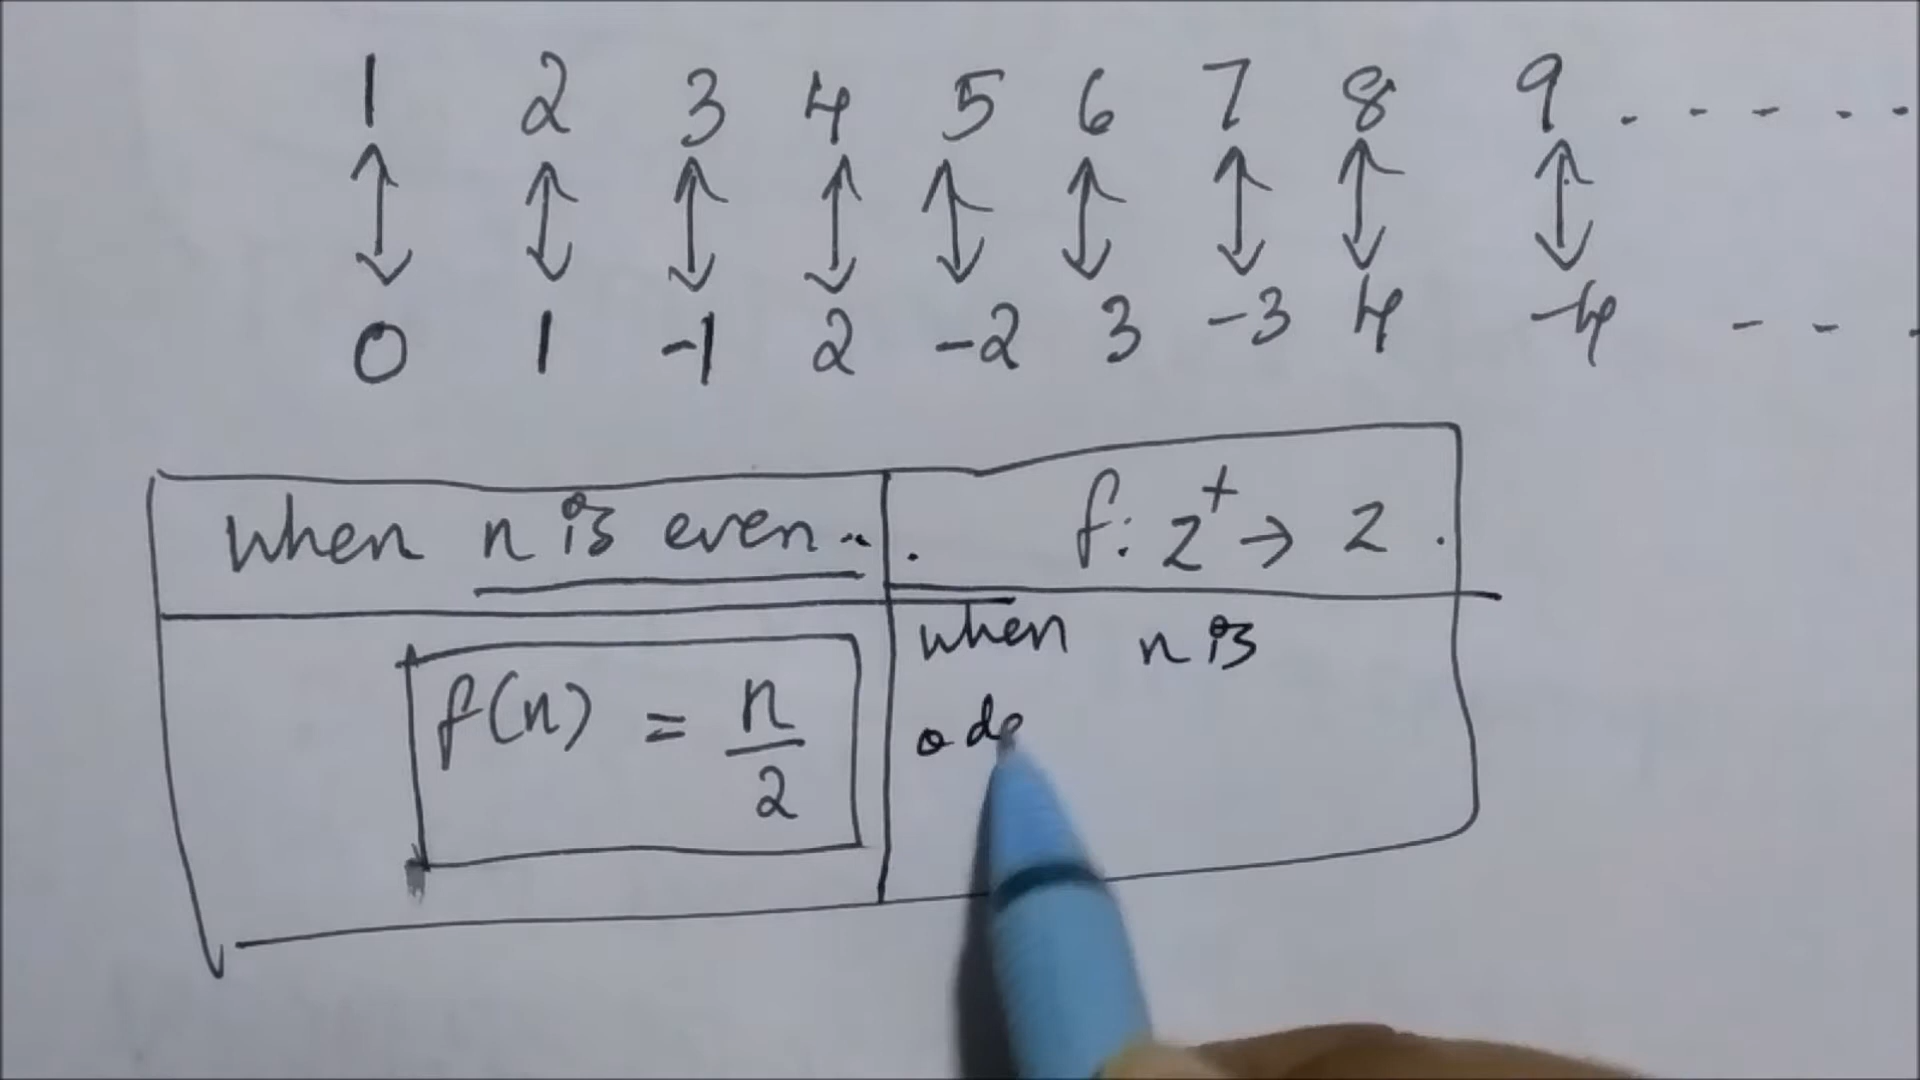 1 2 3 4 5 6 7 8 9 . - - - -
0 1 -1 2 -2 3 -3 4 -4 - - -
when n is even .. . f: z⁺ → z .
f(n) = n/2
when n is
od